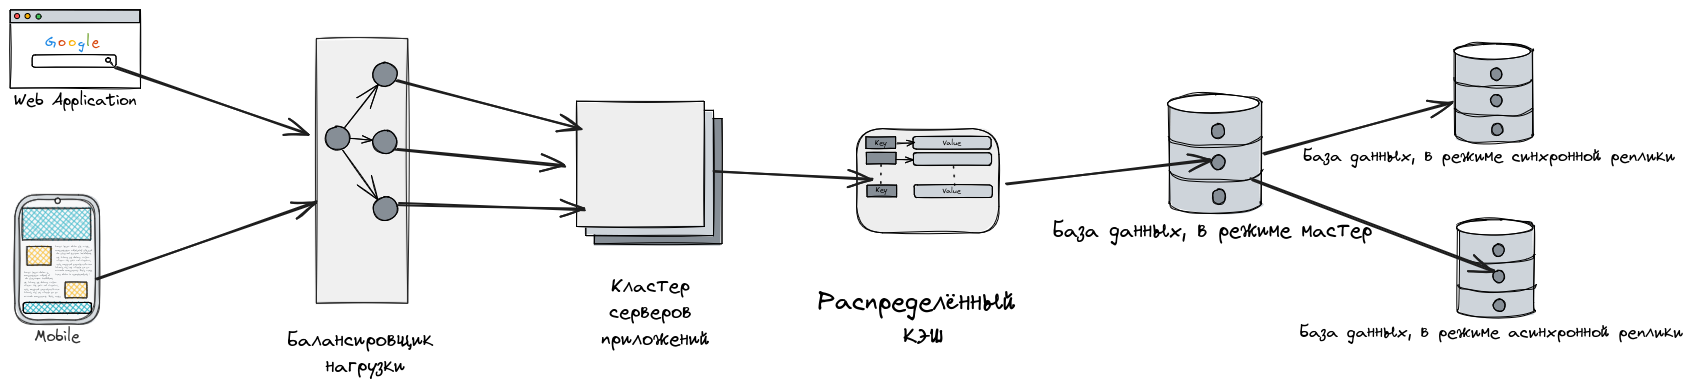 Google
Web Application
Mobile
Балансировщик
нагрузки
Кластер
серверов
приложений
Key
Value
Key
Value
Распределённый
кэш
База данных, в режиме мастер
База данных, в режиме синхронной реплики
База данных, в режиме асинхронной реплики